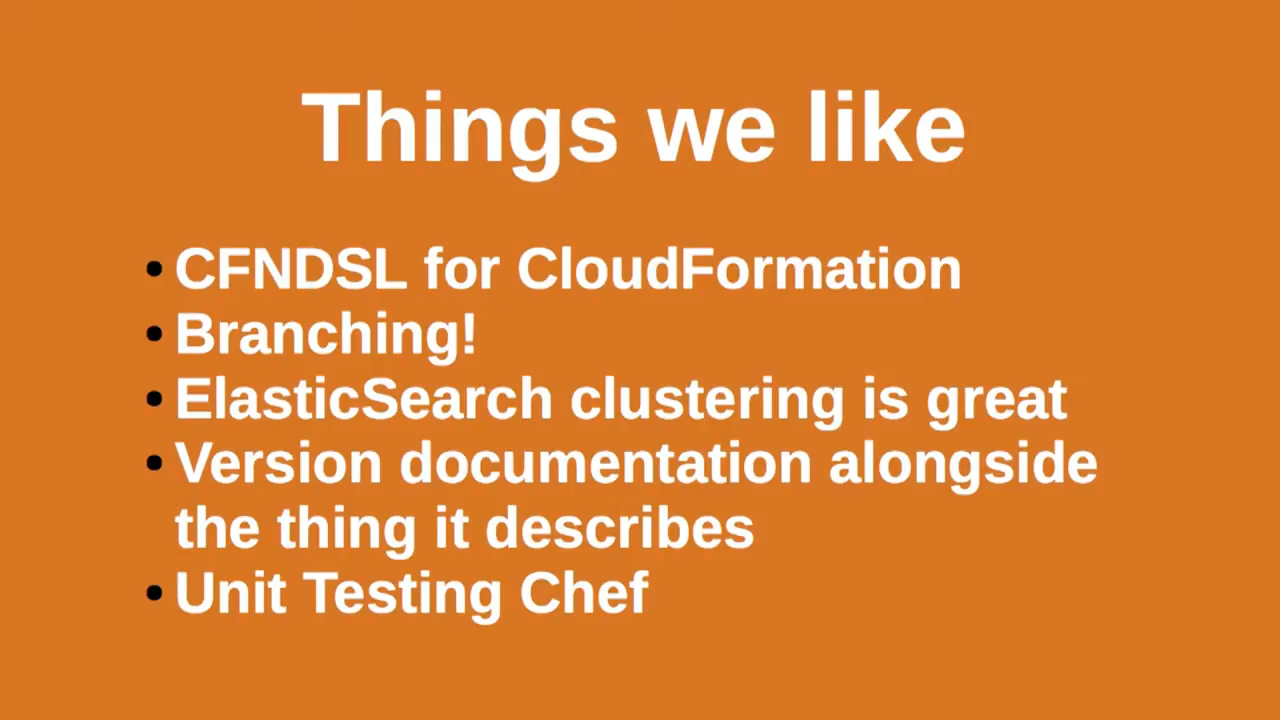 Things we like
• CFNDSL for CloudFormation
• Branching!
• ElasticSearch clustering is great
• Version documentation alongside
the thing it describes
• Unit Testing Chef